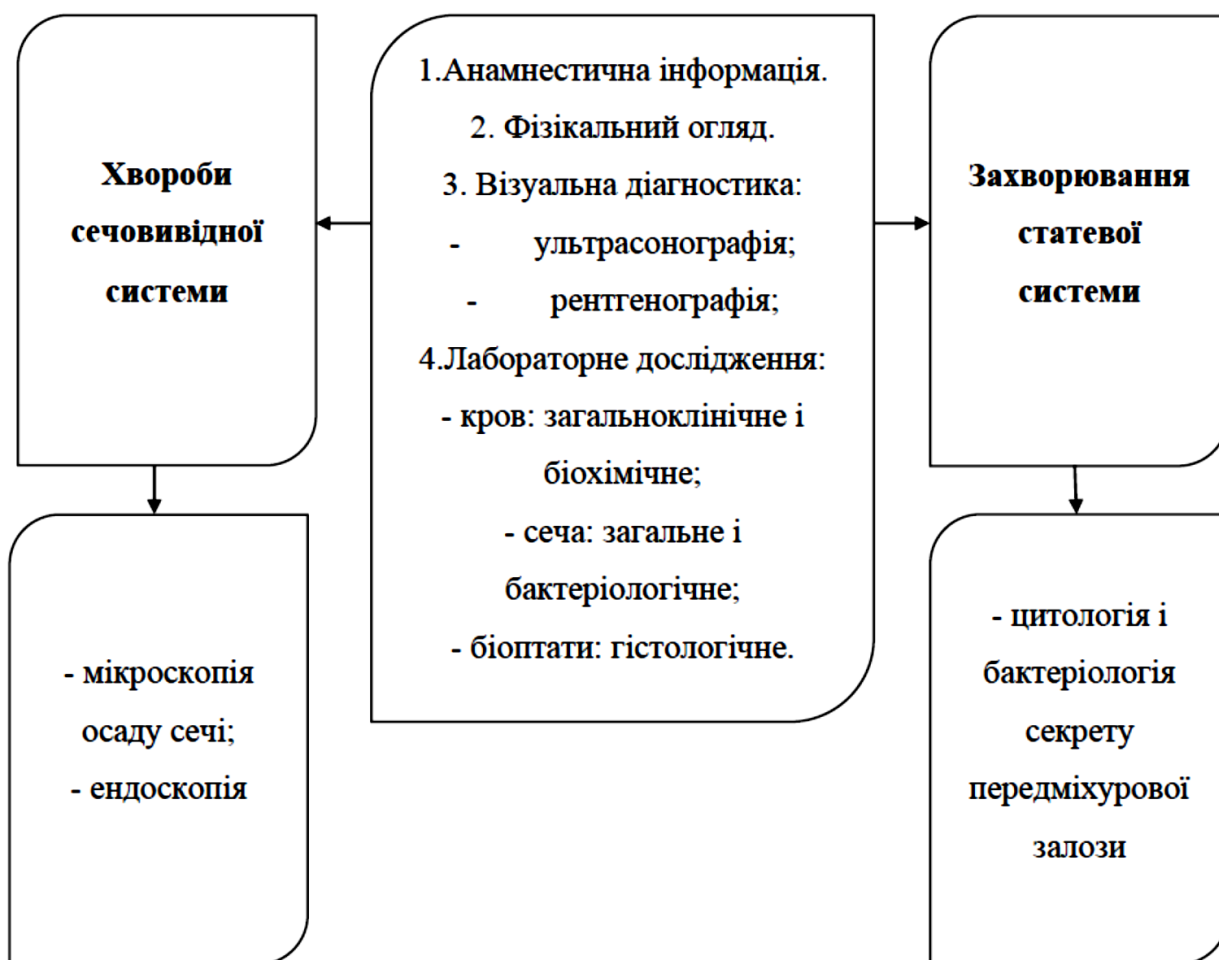 Хвороби
сечовивідної
системи
1.Анамнестична інформація.
2. Фізікальний огляд.
3. Візуальна діагностика:
- ультрасонографія;
- рентгенографія;
4.Лабораторне дослідження:
- кров: загальноклінічне і
біохімічне;
- сеча: загальне і
бактеріологічне;
- біоптати: гістологічне.
Захворювання
статевої
системи
- мікроскопія
осаду сечі;
- ендоскопія
- цитологія і
бактеріологія
секрету
передміхурової
залози